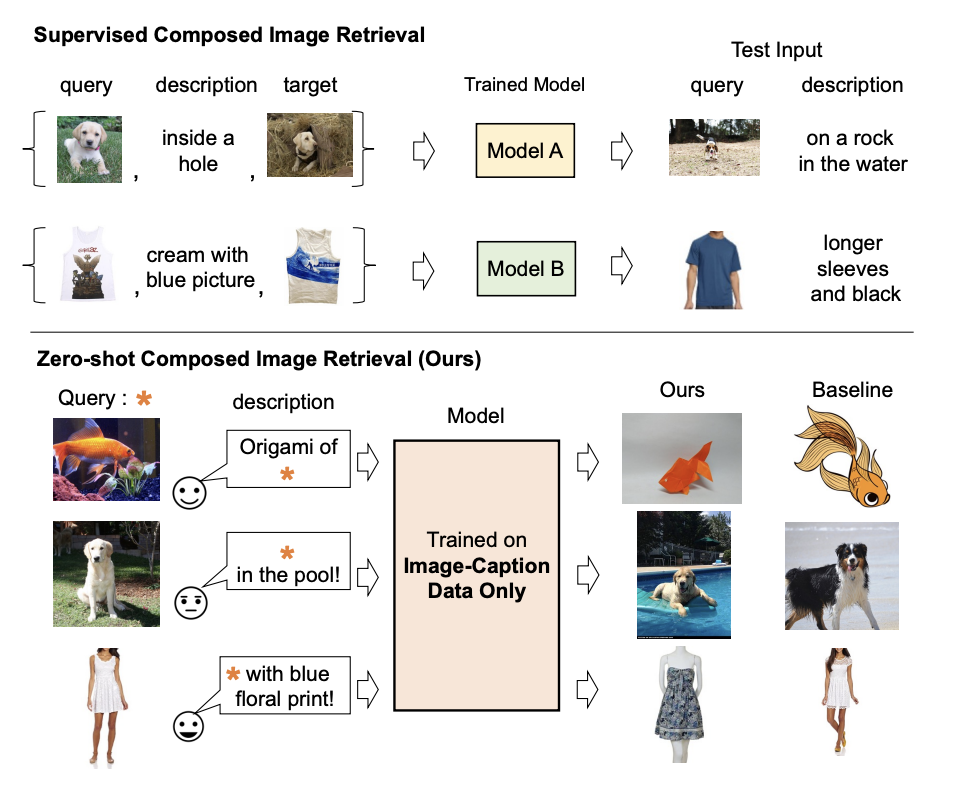 Supervised Composed Image Retrieval
Test Input
query description target Trained Model query description
inside a
hole
, ,
Model A
on a rock
in the water
cream with
blue picture
, ,
Model B
longer
sleeves
and black
Zero-shot Composed Image Retrieval (Ours)
Query : *
description
Model
Ours
Baseline
Origami of
*
*
in the pool!
* with blue
floral print!
Trained on
Image-Caption
Data Only